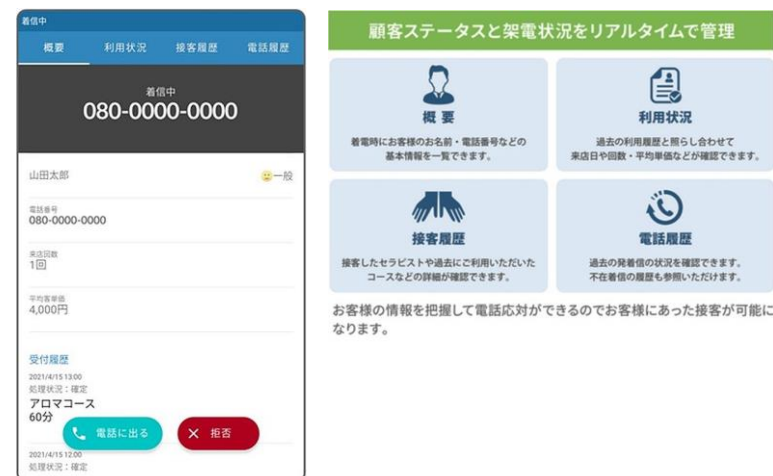 着信中
概要
利用状況
接客履歴
電話履歴
着信中
080-0000-0000
山田太郎
一般
電話番号
080-0000-0000
来店回数
1回
平均客単価
4,000円
受付履歴
2021/4/15 13:00
処理状況:確定
アロマコース
60分
電話に出る
拒否
2021/4/15 12:00
処理状況:確定
顧客ステータスと架電状況をリアルタイムで管理
概 要
着電時にお客様のお名前・電話番号などの
基本情報を一覧できます。
利用状況
過去の利用履歴と照らし合わせて
来店日や回数・平均単価などが確認できます。
接客履歴
接客したセラピストや過去にご利用いただいた
コースなどの詳細が確認できます。
電話履歴
過去の発着信の状況を確認できます。
不在着信の履歴も参照いただけます。
お客様の情報を把握して電話応対ができるのでお客様にあった接客が可能に
なります。